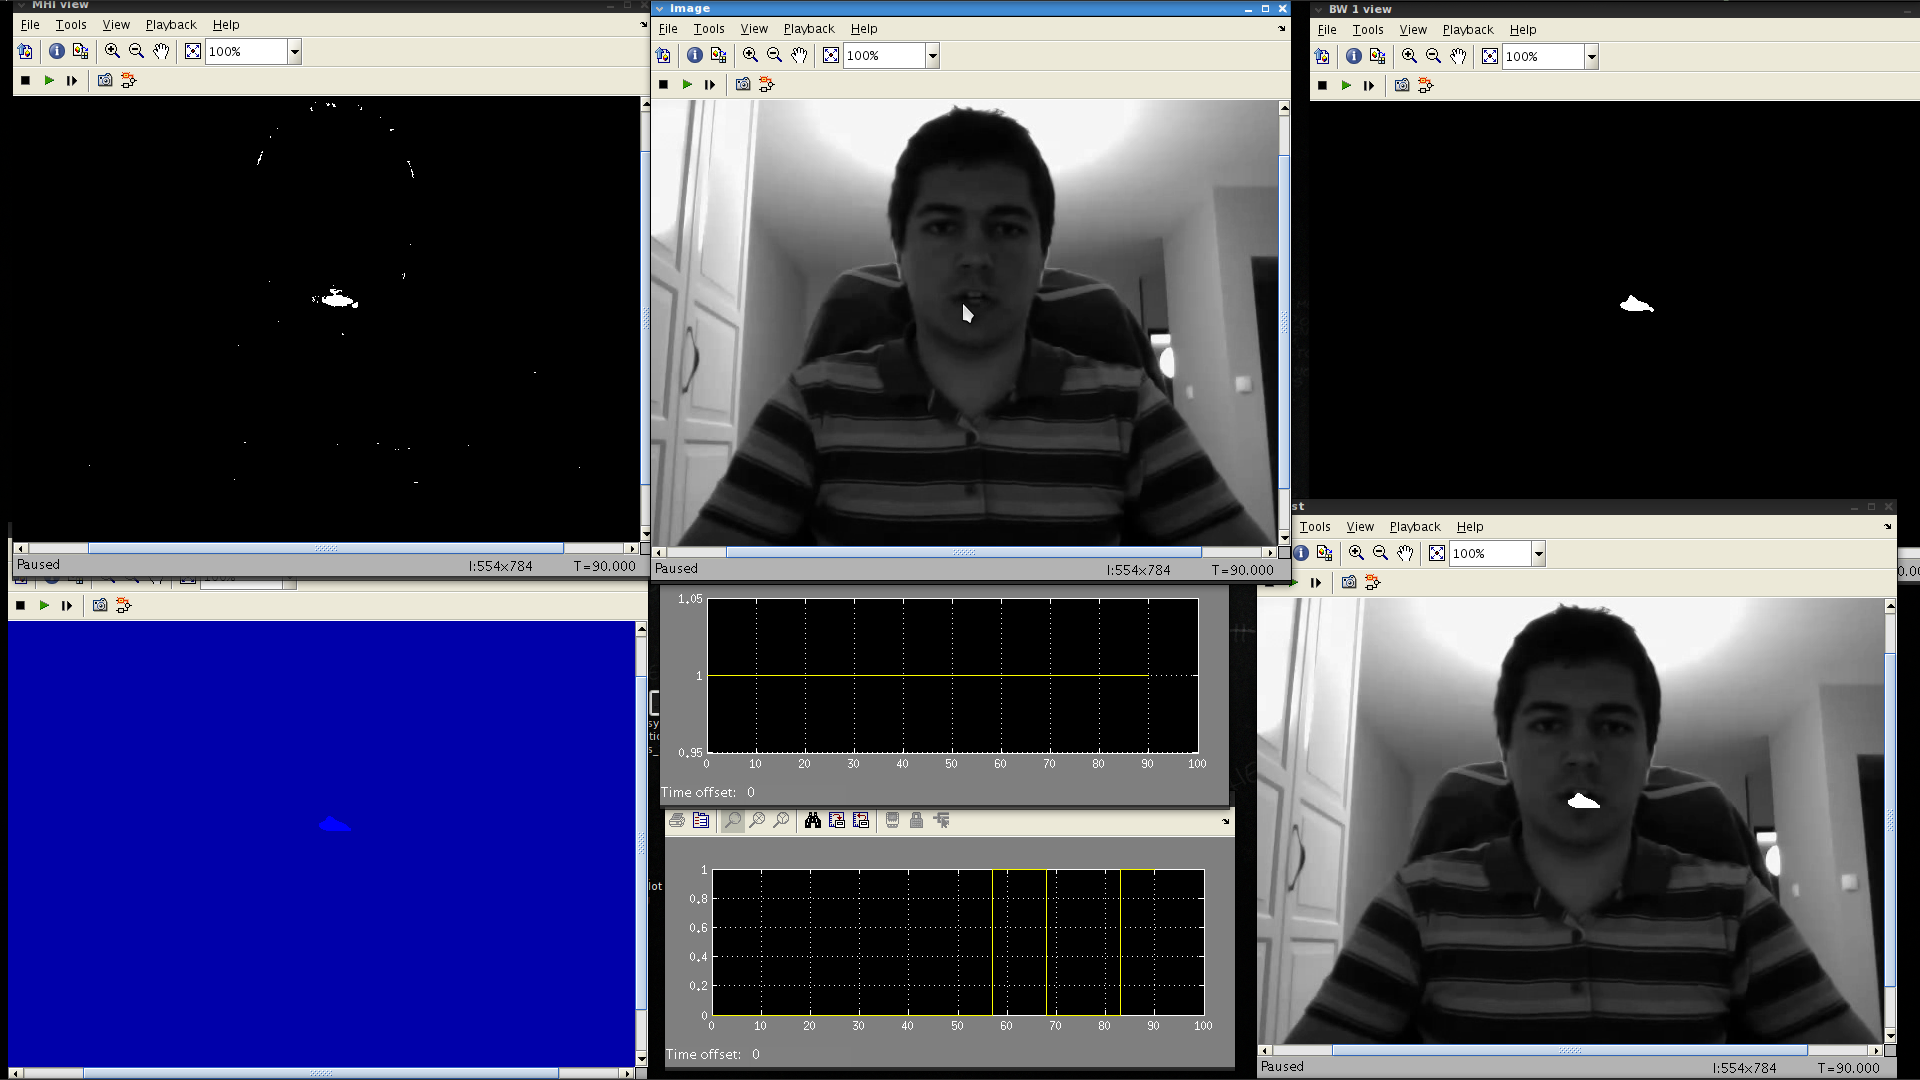 MHI view
File Tools View Playback Help
100%
Paused I:554x784 T=90.000
Image
File Tools View Playback Help
100%
Paused I:554x784 T=90.000
BW 1 view
File Tools View Playback Help
100%
st
Tools View Playback Help
100%
Paused I:554x784 T=90.000
1.05
1
0.95
0 10 20 30 40 50 60 70 80 90 100
Time offset: 0
1
0.8
0.6
0.4
0.2
0
0 10 20 30 40 50 60 70 80 90 100
Time offset: 0
lot